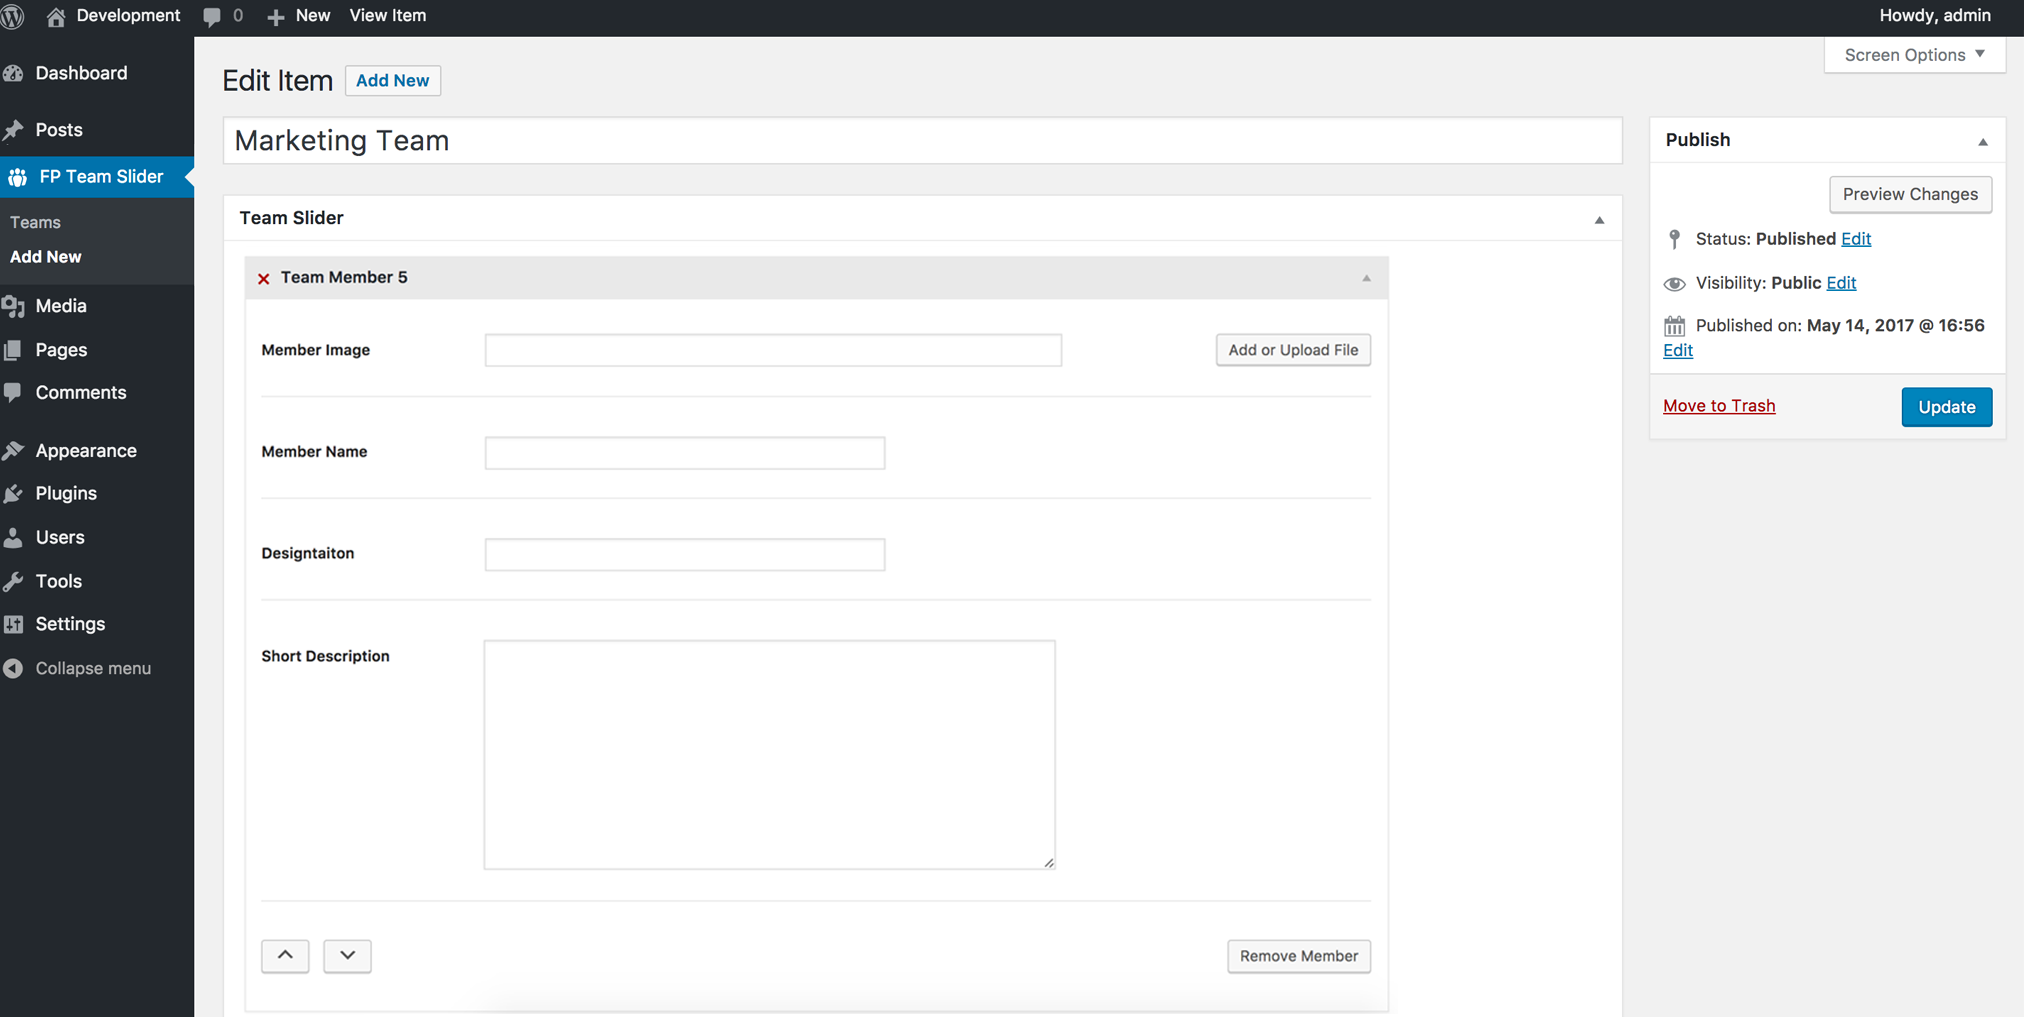 Development 0 New View Item Howdy, admin
Screen Options
Dashboard
Posts
FP Team Slider
Teams
Add New
Media
Pages
Comments
Appearance
Plugins
Users
Tools
Settings
Collapse menu
Edit Item Add New
Marketing Team
Team Slider
Team Member 5
Member Image Add or Upload File
Member Name
Designtaiton
Short Description
Remove Member
Publish
Preview Changes
Status: Published Edit
Visibility: Public Edit
Published on: May 14, 2017 @ 16:56
Edit
Move to Trash Update